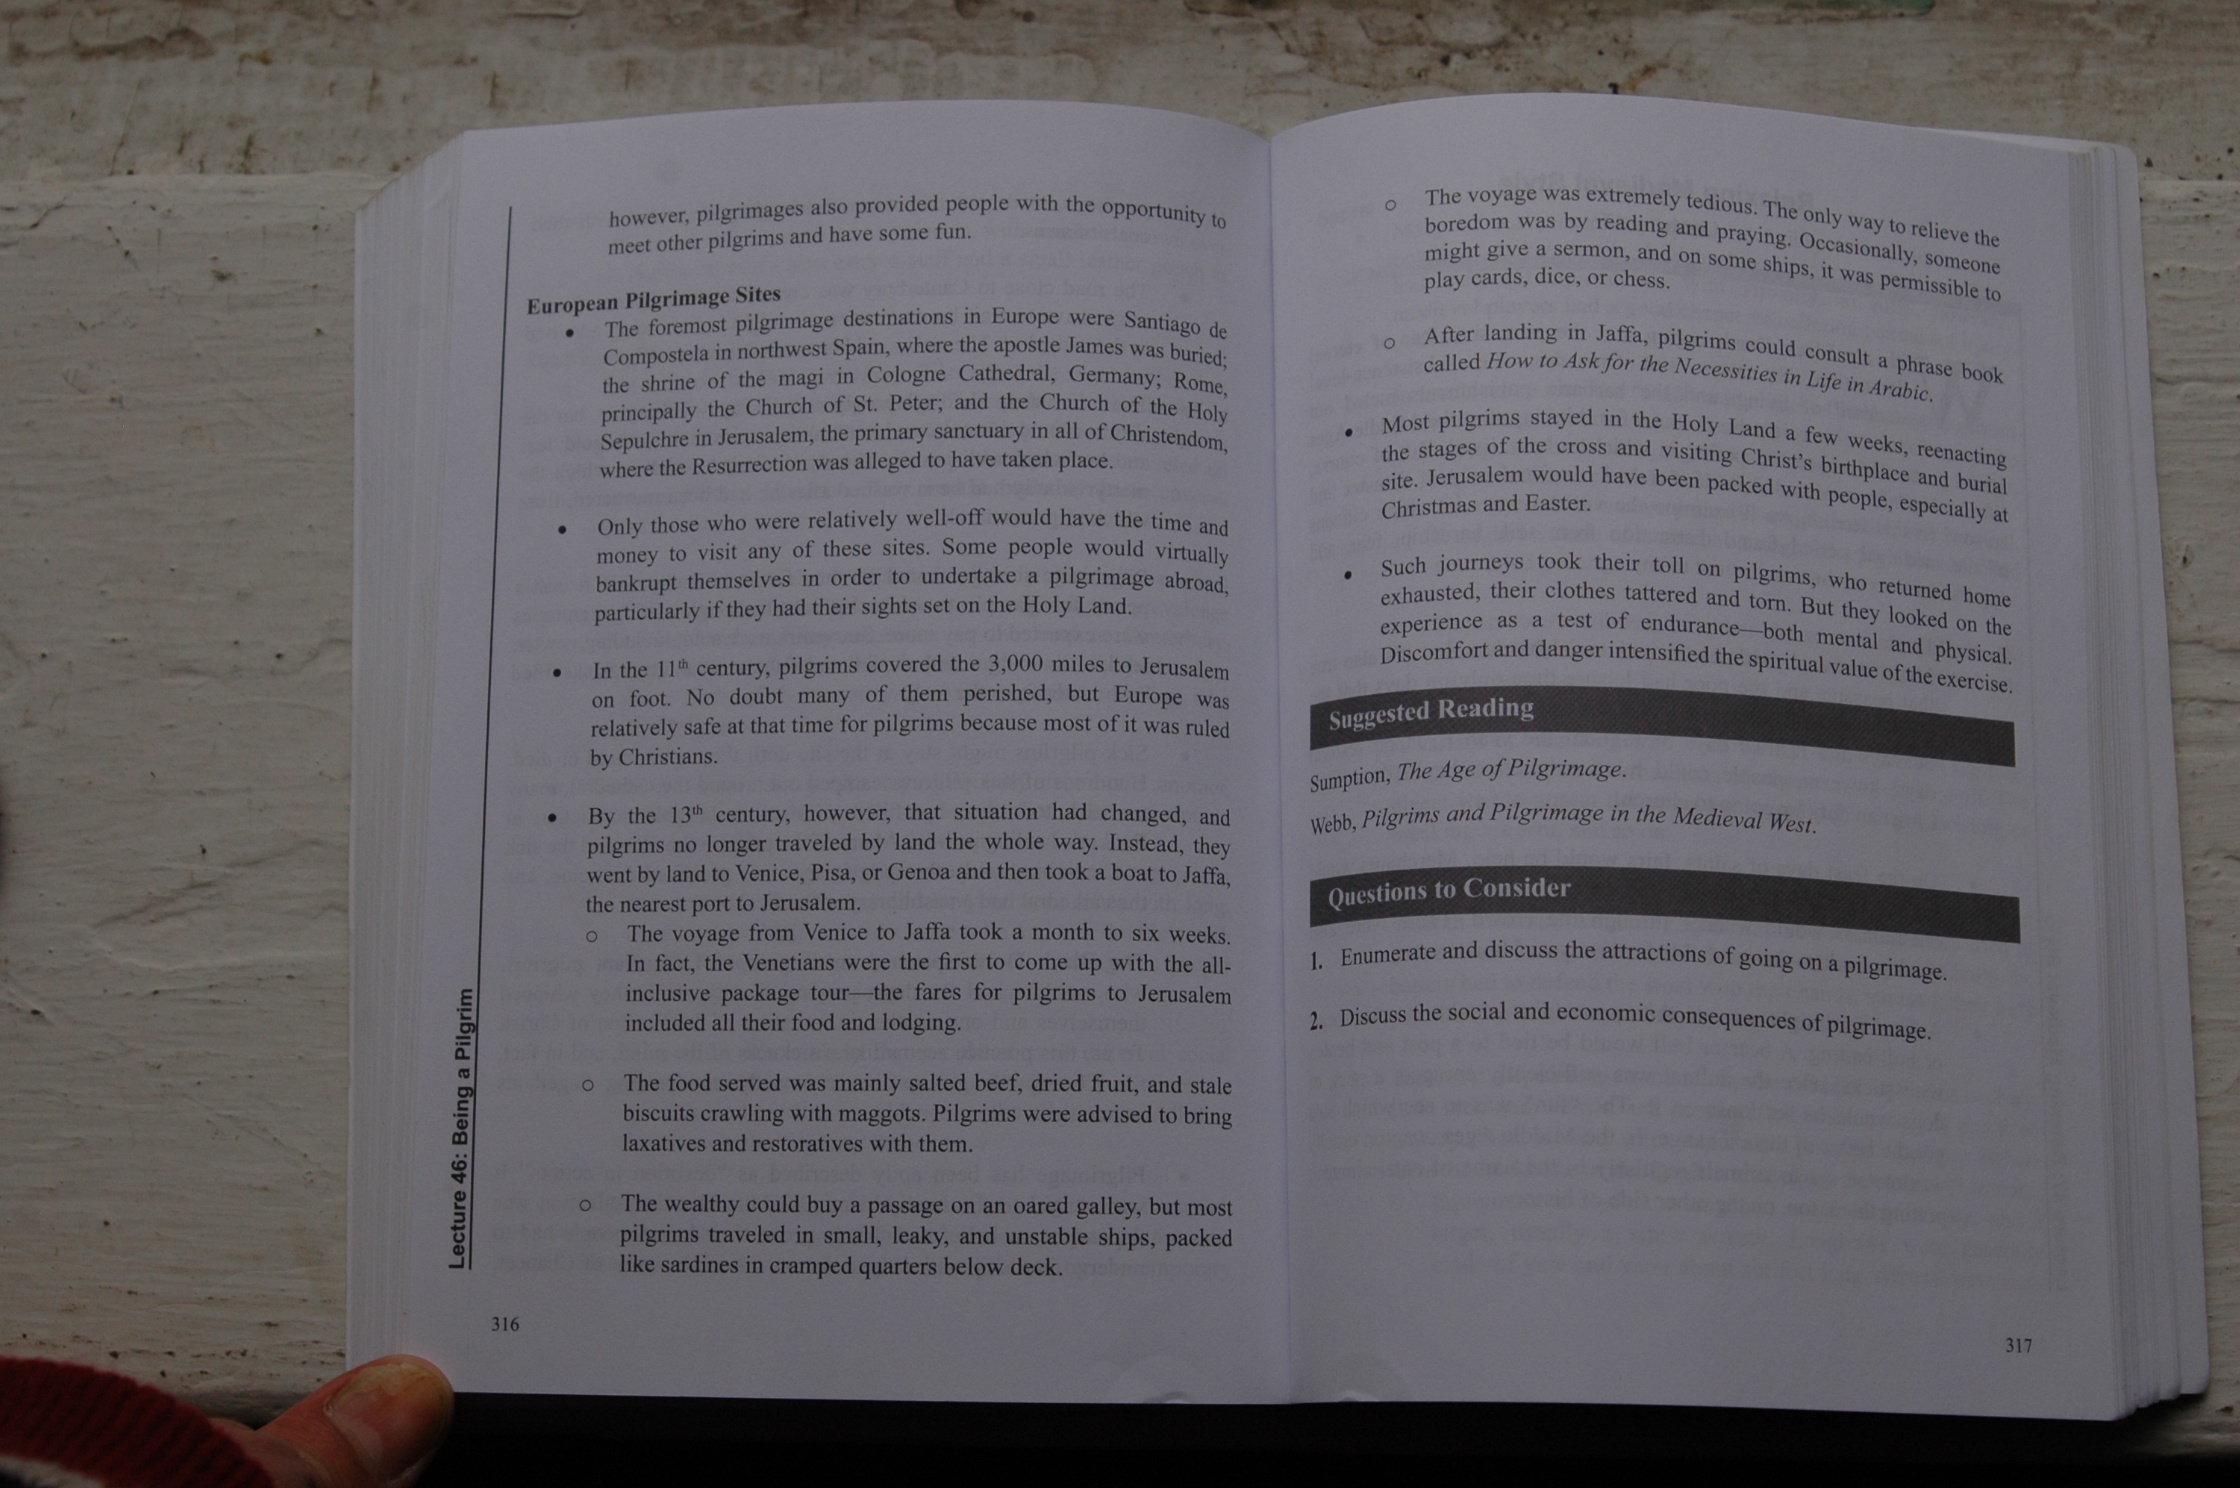 however, pilgrimages also provided people with the opportunity to
meet other pilgrims and have some fun.
European Pilgrimage Sites
• The foremost pilgrimage destinations in Europe were Santiago de
Compostela in northwest Spain, where the apostle James was buried;
the shrine of the magi in Cologne Cathedral, Germany; Rome,
principally the Church of St. Peter; and the Church of the Holy
Sepulchre in Jerusalem, the primary sanctuary in all of Christendom,
where the Resurrection was alleged to have taken place.
• Only those who were relatively well-off would have the time and
money to visit any of these sites. Some people would virtually
bankrupt themselves in order to undertake a pilgrimage abroad,
particularly if they had their sights set on the Holy Land.
• In the 11th century, pilgrims covered the 3,000 miles to Jerusalem
on foot. No doubt many of them perished, but Europe was
relatively safe at that time for pilgrims because most of it was ruled
by Christians.
• By the 13th century, however, that situation had changed, and
pilgrims no longer traveled by land the whole way. Instead, they
went by land to Venice, Pisa, or Genoa and then took a boat to Jaffa,
the nearest port to Jerusalem.
○ The voyage from Venice to Jaffa took a month to six weeks.
In fact, the Venetians were the first to come up with the all-
inclusive package tour—the fares for pilgrims to Jerusalem
included all their food and lodging.
○ The food served was mainly salted beef, dried fruit, and stale
biscuits crawling with maggots. Pilgrims were advised to bring
laxatives and restoratives with them.
○ The wealthy could buy a passage on an oared galley, but most
pilgrims traveled in small, leaky, and unstable ships, packed
like sardines in cramped quarters below deck.
Lecture 46: Being a Pilgrim
316
○ The voyage was extremely tedious. The only way to relieve the
boredom was by reading and praying. Occasionally, someone
might give a sermon, and on some ships, it was permissible to
play cards, dice, or chess.
○ After landing in Jaffa, pilgrims could consult a phrase book
called How to Ask for the Necessities in Life in Arabic.
• Most pilgrims stayed in the Holy Land a few weeks, reenacting
the stages of the cross and visiting Christ's birthplace and burial
site. Jerusalem would have been packed with people, especially at
Christmas and Easter.
• Such journeys took their toll on pilgrims, who returned home
exhausted, their clothes tattered and torn. But they looked on the
experience as a test of endurance—both mental and physical.
Discomfort and danger intensified the spiritual value of the exercise.
Suggested Reading
Sumption, The Age of Pilgrimage.
Webb, Pilgrims and Pilgrimage in the Medieval West.
Questions to Consider
1. Enumerate and discuss the attractions of going on a pilgrimage.
2. Discuss the social and economic consequences of pilgrimage.
317